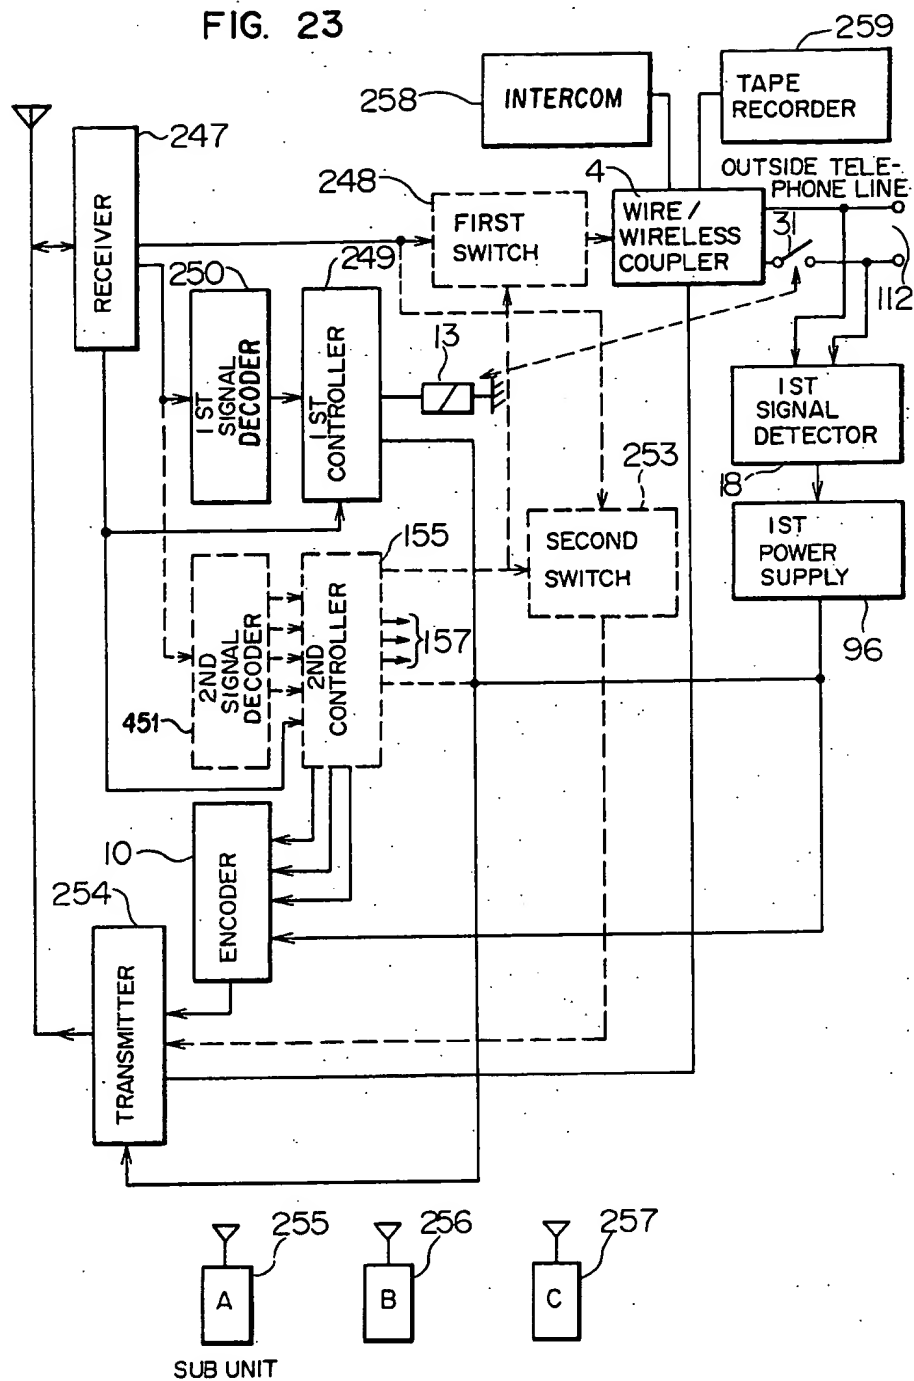 FIG. 23
259
258
INTERCOM
TAPE
RECORDER
247
248
4
OUTSIDE TELE-
PHONE LINE
FIRST
SWITCH
WIRE/
WIRELESS
COUPLER
31
112
RECEIVER
250
249
13
1ST
SIGNAL
DECODER
1ST
CONTROLLER
1ST
SIGNAL
DETECTOR
18
253
SECOND
SWITCH
1ST
POWER
SUPPLY
96
155
157
2ND
SIGNAL
DECODER
2ND
CONTROLLER
451
10
ENCODER
254
TRANSMITTER
255
256
257
A
B
C
SUB UNIT